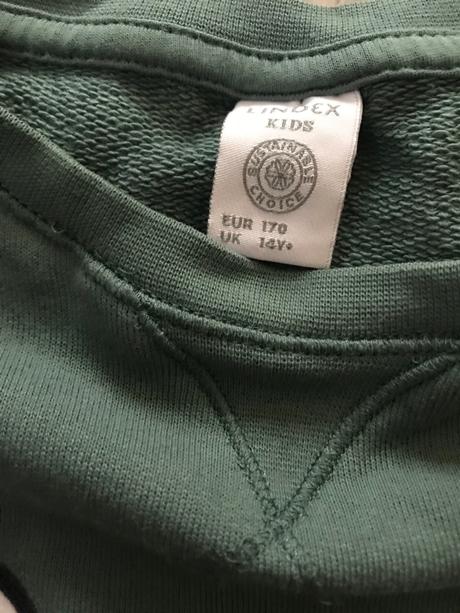 LINDEX
KIDS
SUSTAINABLE
CHOICE
EUR 170
UK 14Y+